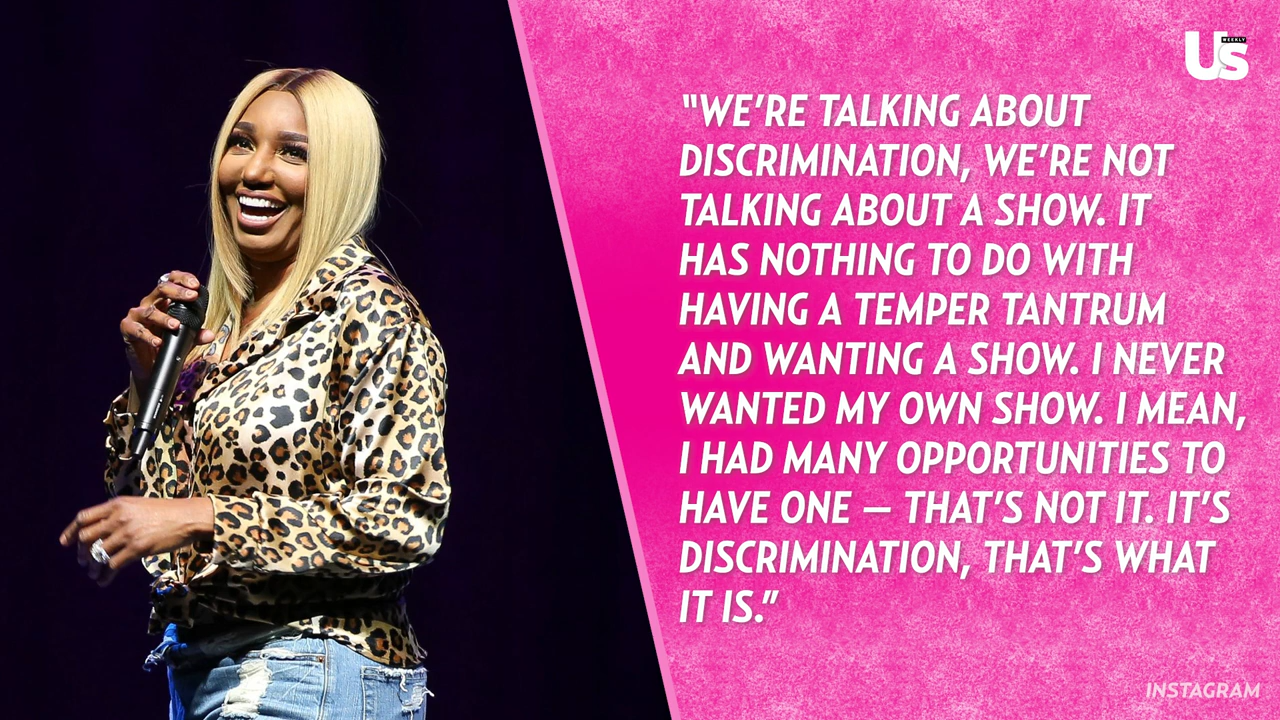 Us
WEEKLY
“WE’RE TALKING ABOUT
DISCRIMINATION, WE’RE NOT
TALKING ABOUT A SHOW. IT
HAS NOTHING TO DO WITH
HAVING A TEMPER TANTRUM
AND WANTING A SHOW. I NEVER
WANTED MY OWN SHOW. I MEAN,
I HAD MANY OPPORTUNITIES TO
HAVE ONE — THAT’S NOT IT. IT’S
DISCRIMINATION, THAT’S WHAT
IT IS.”
INSTAGRAM